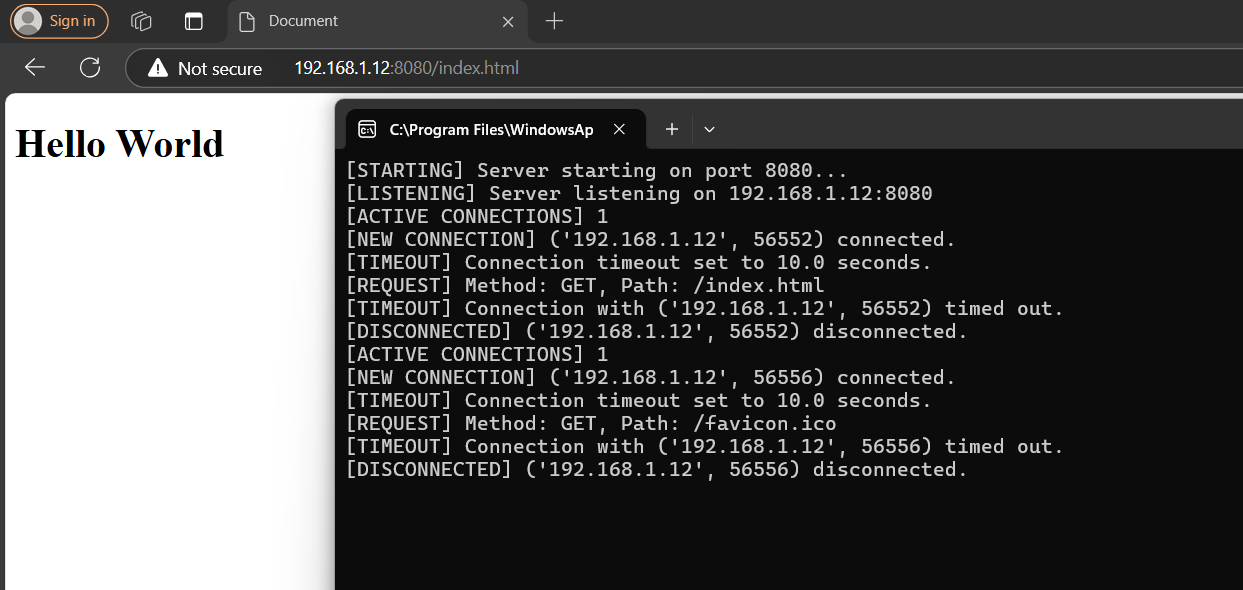 Sign in
Document
Not secure
192.168.1.12:8080/index.html
Hello World
C:\Program Files\WindowsAp
[STARTING] Server starting on port 8080...
[LISTENING] Server listening on 192.168.1.12:8080
[ACTIVE CONNECTIONS] 1
[NEW CONNECTION] ('192.168.1.12', 56552) connected.
[TIMEOUT] Connection timeout set to 10.0 seconds.
[REQUEST] Method: GET, Path: /index.html
[TIMEOUT] Connection with ('192.168.1.12', 56552) timed out.
[DISCONNECTED] ('192.168.1.12', 56552) disconnected.
[ACTIVE CONNECTIONS] 1
[NEW CONNECTION] ('192.168.1.12', 56556) connected.
[TIMEOUT] Connection timeout set to 10.0 seconds.
[REQUEST] Method: GET, Path: /favicon.ico
[TIMEOUT] Connection with ('192.168.1.12', 56556) timed out.
[DISCONNECTED] ('192.168.1.12', 56556) disconnected.